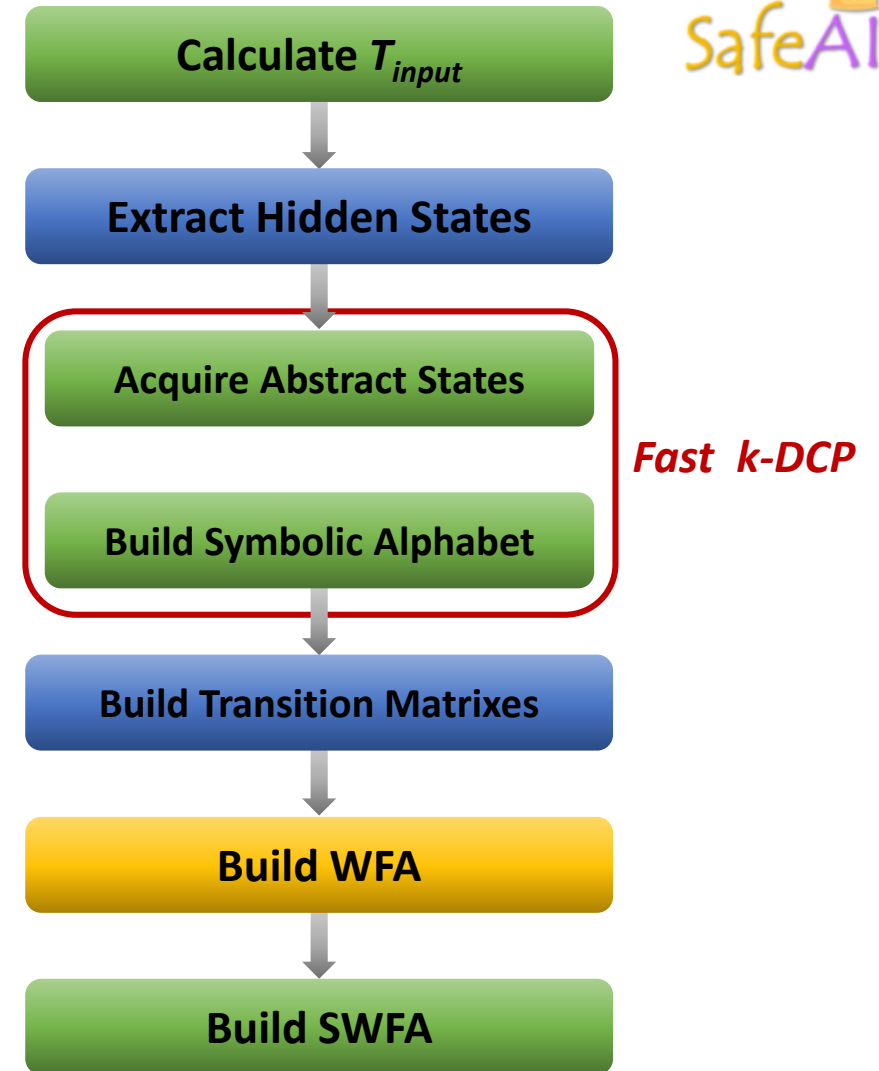 SafeAI
Calculate T_input
Extract Hidden States
Acquire Abstract States
Fast k-DCP
Build Symbolic Alphabet
Build Transition Matrixes
Build WFA
Build SWFA